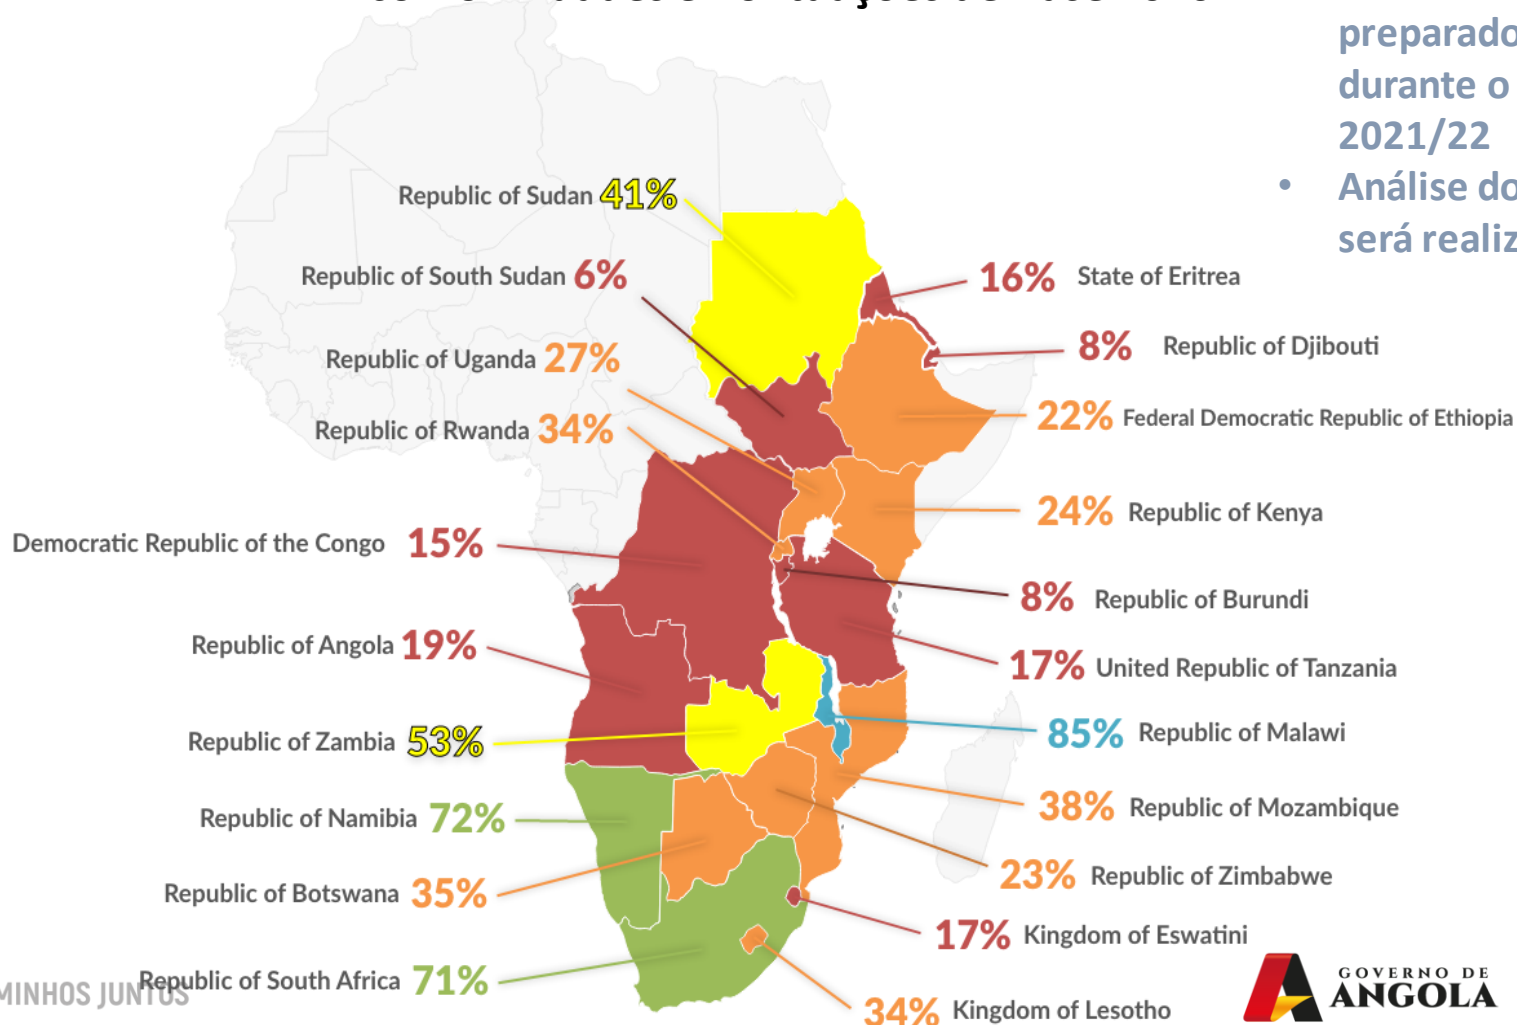 preparado
durante o
2021/22
• Análise do
será realiz
Republic of Sudan 41%
Republic of South Sudan 6%
16% State of Eritrea
Republic of Uganda 27%
8% Republic of Djibouti
Republic of Rwanda 34%
22% Federal Democratic Republic of Ethiopia
24% Republic of Kenya
Democratic Republic of the Congo 15%
8% Republic of Burundi
Republic of Angola 19%
17% United Republic of Tanzania
Republic of Zambia 53%
85% Republic of Malawi
Republic of Namibia 72%
38% Republic of Mozambique
Republic of Botswana 35%
23% Republic of Zimbabwe
17% Kingdom of Eswatini
Republic of South Africa 71%
34% Kingdom of Lesotho
MINHOS JUNTOS
GOVERNO DE
ANGOLA